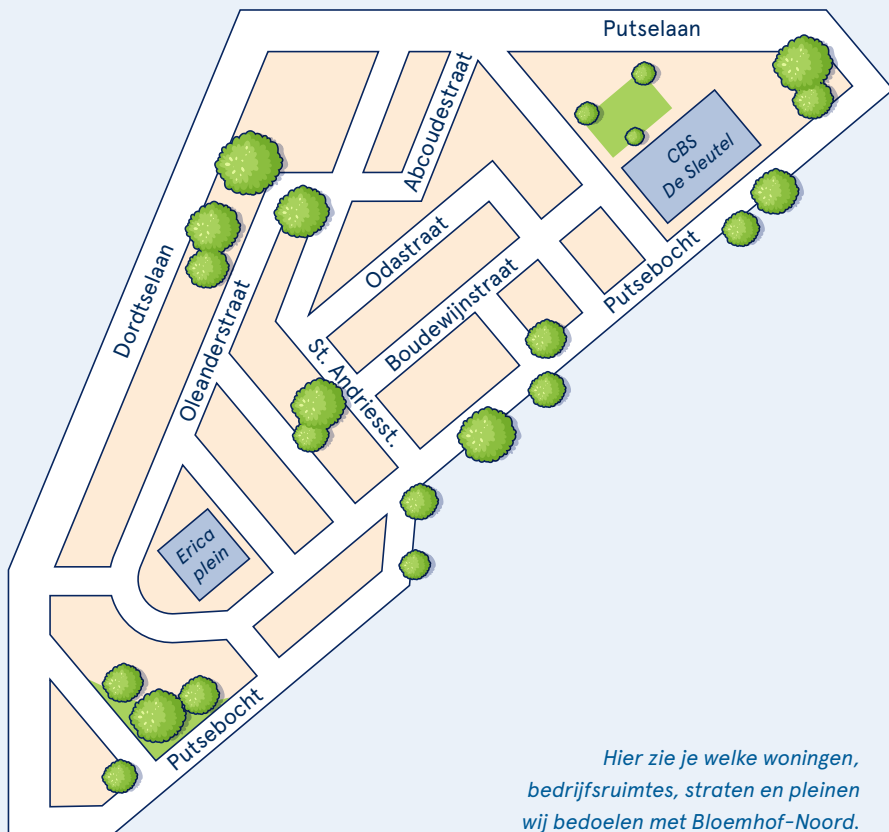 Putselaan
Abcoudestraat
CBS
De Sleutel
Odastraat
Putsebocht
Dordtselaan
Boudewijnstraat
Oleanderstraat
St. Andriesst.
Erica
plein
Putsebocht
Hier zie je welke woningen,
bedrijfsruimtes, straten en pleinen
wij bedoelen met Bloemhof-Noord.